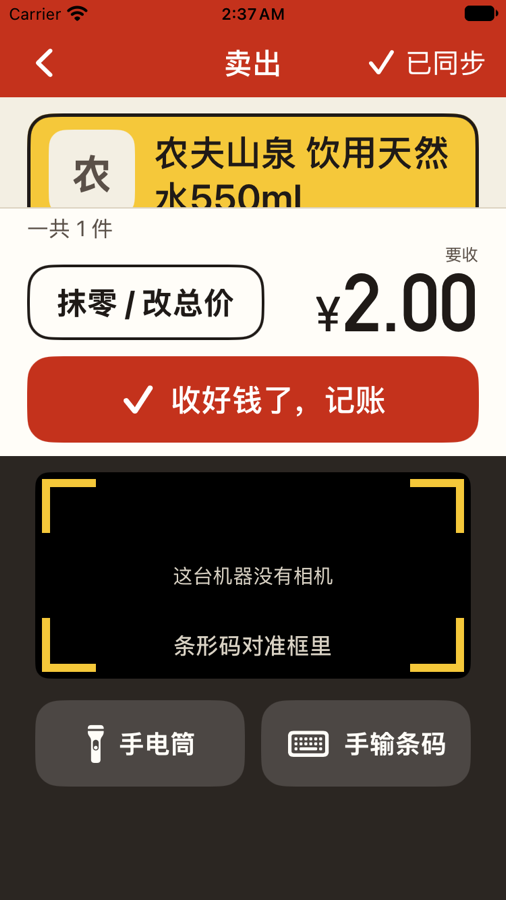 Carrier 2:37 AM
卖出
已同步
农
农夫山泉 饮用天然
水550ml
一共 1 件
要收
抹零 / 改总价
¥2.00
收好钱了，记账
这台机器没有相机
条形码对准框里
手电筒
手输条码